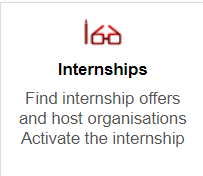 Internships
Find internship offers
and host organisations
Activate the internship